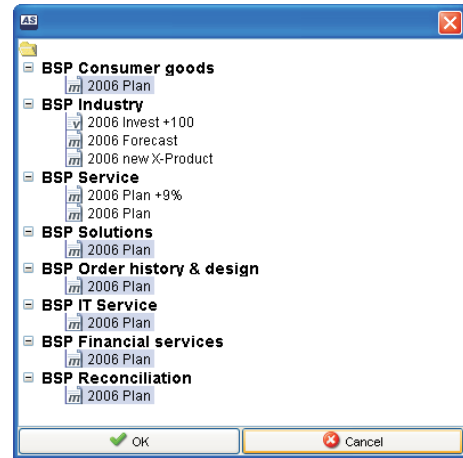 AS
BSP Consumer goods
m 2006 Plan
BSP Industry
v 2006 Invest +100
m 2006 Forecast
m 2006 new X-Product
BSP Service
m 2006 Plan +9%
m 2006 Plan
BSP Solutions
m 2006 Plan
BSP Order history & design
m 2006 Plan
BSP IT Service
m 2006 Plan
BSP Financial services
m 2006 Plan
BSP Reconciliation
m 2006 Plan
OK Cancel